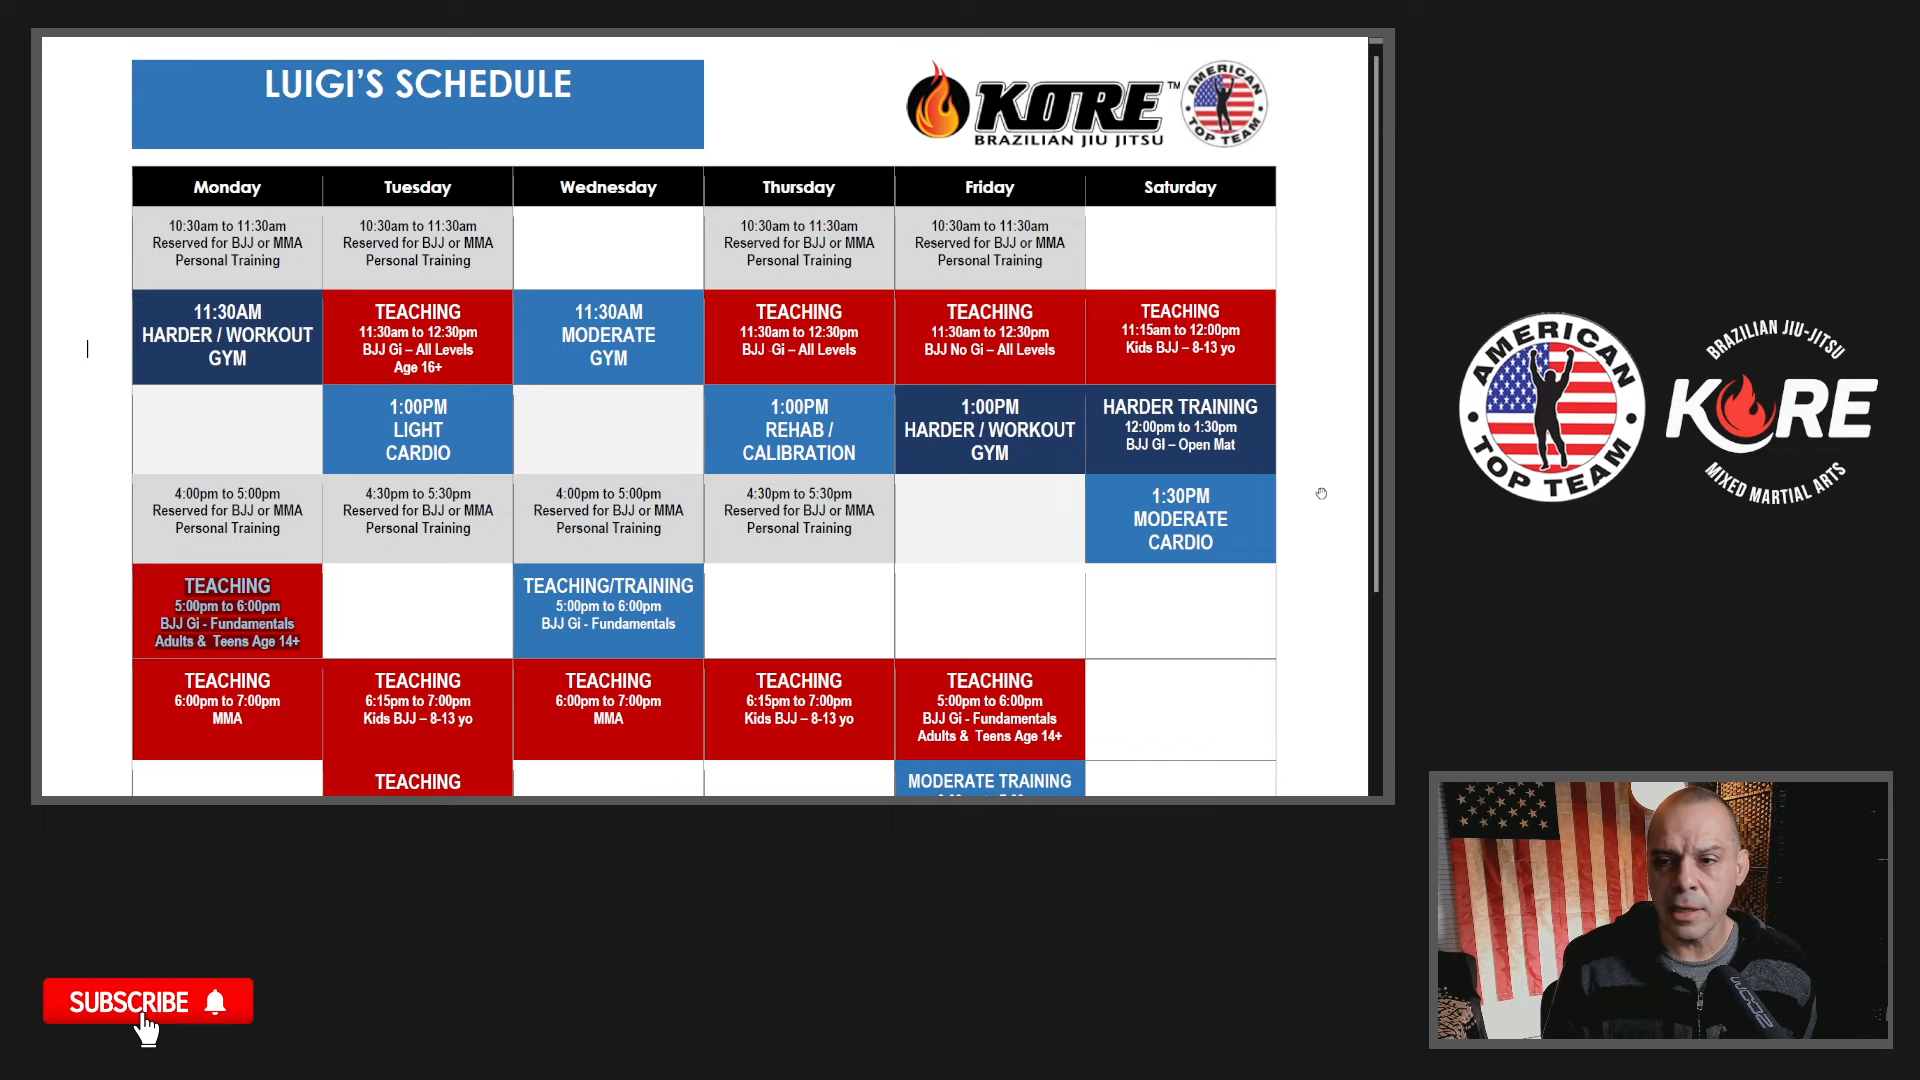 LUIGI'S SCHEDULE
KORE™
BRAZILIAN JIU JITSU
AMERICAN
TOP TEAM
Monday
Tuesday
Wednesday
Thursday
Friday
Saturday
10:30am to 11:30am
Reserved for BJJ or MMA
Personal Training
10:30am to 11:30am
Reserved for BJJ or MMA
Personal Training
10:30am to 11:30am
Reserved for BJJ or MMA
Personal Training
10:30am to 11:30am
Reserved for BJJ or MMA
Personal Training
11:30AM
HARDER / WORKOUT
GYM
TEACHING
11:30am to 12:30pm
BJJ Gi – All Levels
Age 16+
11:30AM
MODERATE
GYM
TEACHING
11:30am to 12:30pm
BJJ Gi – All Levels
TEACHING
11:30am to 12:30pm
BJJ No Gi – All Levels
TEACHING
11:15am to 12:00pm
Kids BJJ – 8-13 yo
1:00PM
LIGHT
CARDIO
1:00PM
REHAB /
CALIBRATION
1:00PM
HARDER / WORKOUT
GYM
HARDER TRAINING
12:00pm to 1:30pm
BJJ GI – Open Mat
4:00pm to 5:00pm
Reserved for BJJ or MMA
Personal Training
4:30pm to 5:30pm
Reserved for BJJ or MMA
Personal Training
4:00pm to 5:00pm
Reserved for BJJ or MMA
Personal Training
4:30pm to 5:30pm
Reserved for BJJ or MMA
Personal Training
1:30PM
MODERATE
CARDIO
TEACHING
5:00pm to 6:00pm
BJJ Gi - Fundamentals
Adults & Teens Age 14+
TEACHING/TRAINING
5:00pm to 6:00pm
BJJ Gi - Fundamentals
TEACHING
6:00pm to 7:00pm
MMA
TEACHING
6:15pm to 7:00pm
Kids BJJ – 8-13 yo
TEACHING
6:00pm to 7:00pm
MMA
TEACHING
6:15pm to 7:00pm
Kids BJJ – 8-13 yo
TEACHING
5:00pm to 6:00pm
BJJ Gi - Fundamentals
Adults & Teens Age 14+
TEACHING
MODERATE TRAINING
AMERICAN
TOP TEAM
BRAZILIAN JIU-JITSU
KORE
MIXED MARTIAL ARTS
SUBSCRIBE
ZOOM